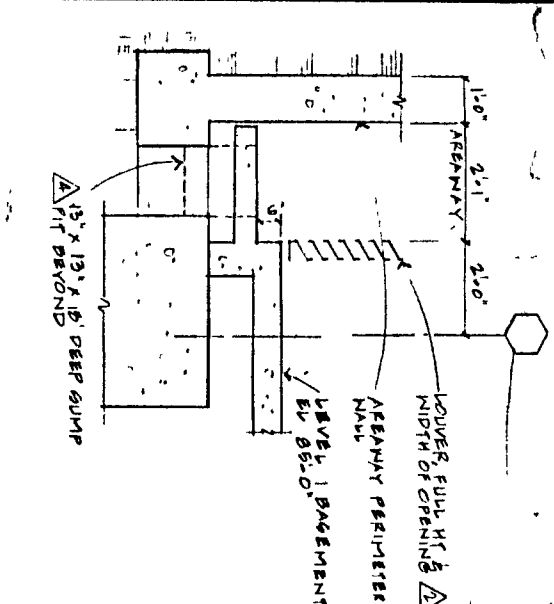 1'-0"
2'-1"
2'-0"
AREAWAY
LOUVER, FULL HT &
WIDTH OF OPENING 2
AREAWAY PERIMETER
WALL
LEVEL 1 BASEMENT
EL 85'-0"
6"
4 13" x 13" x 18" DEEP SUMP
PIT BEYOND